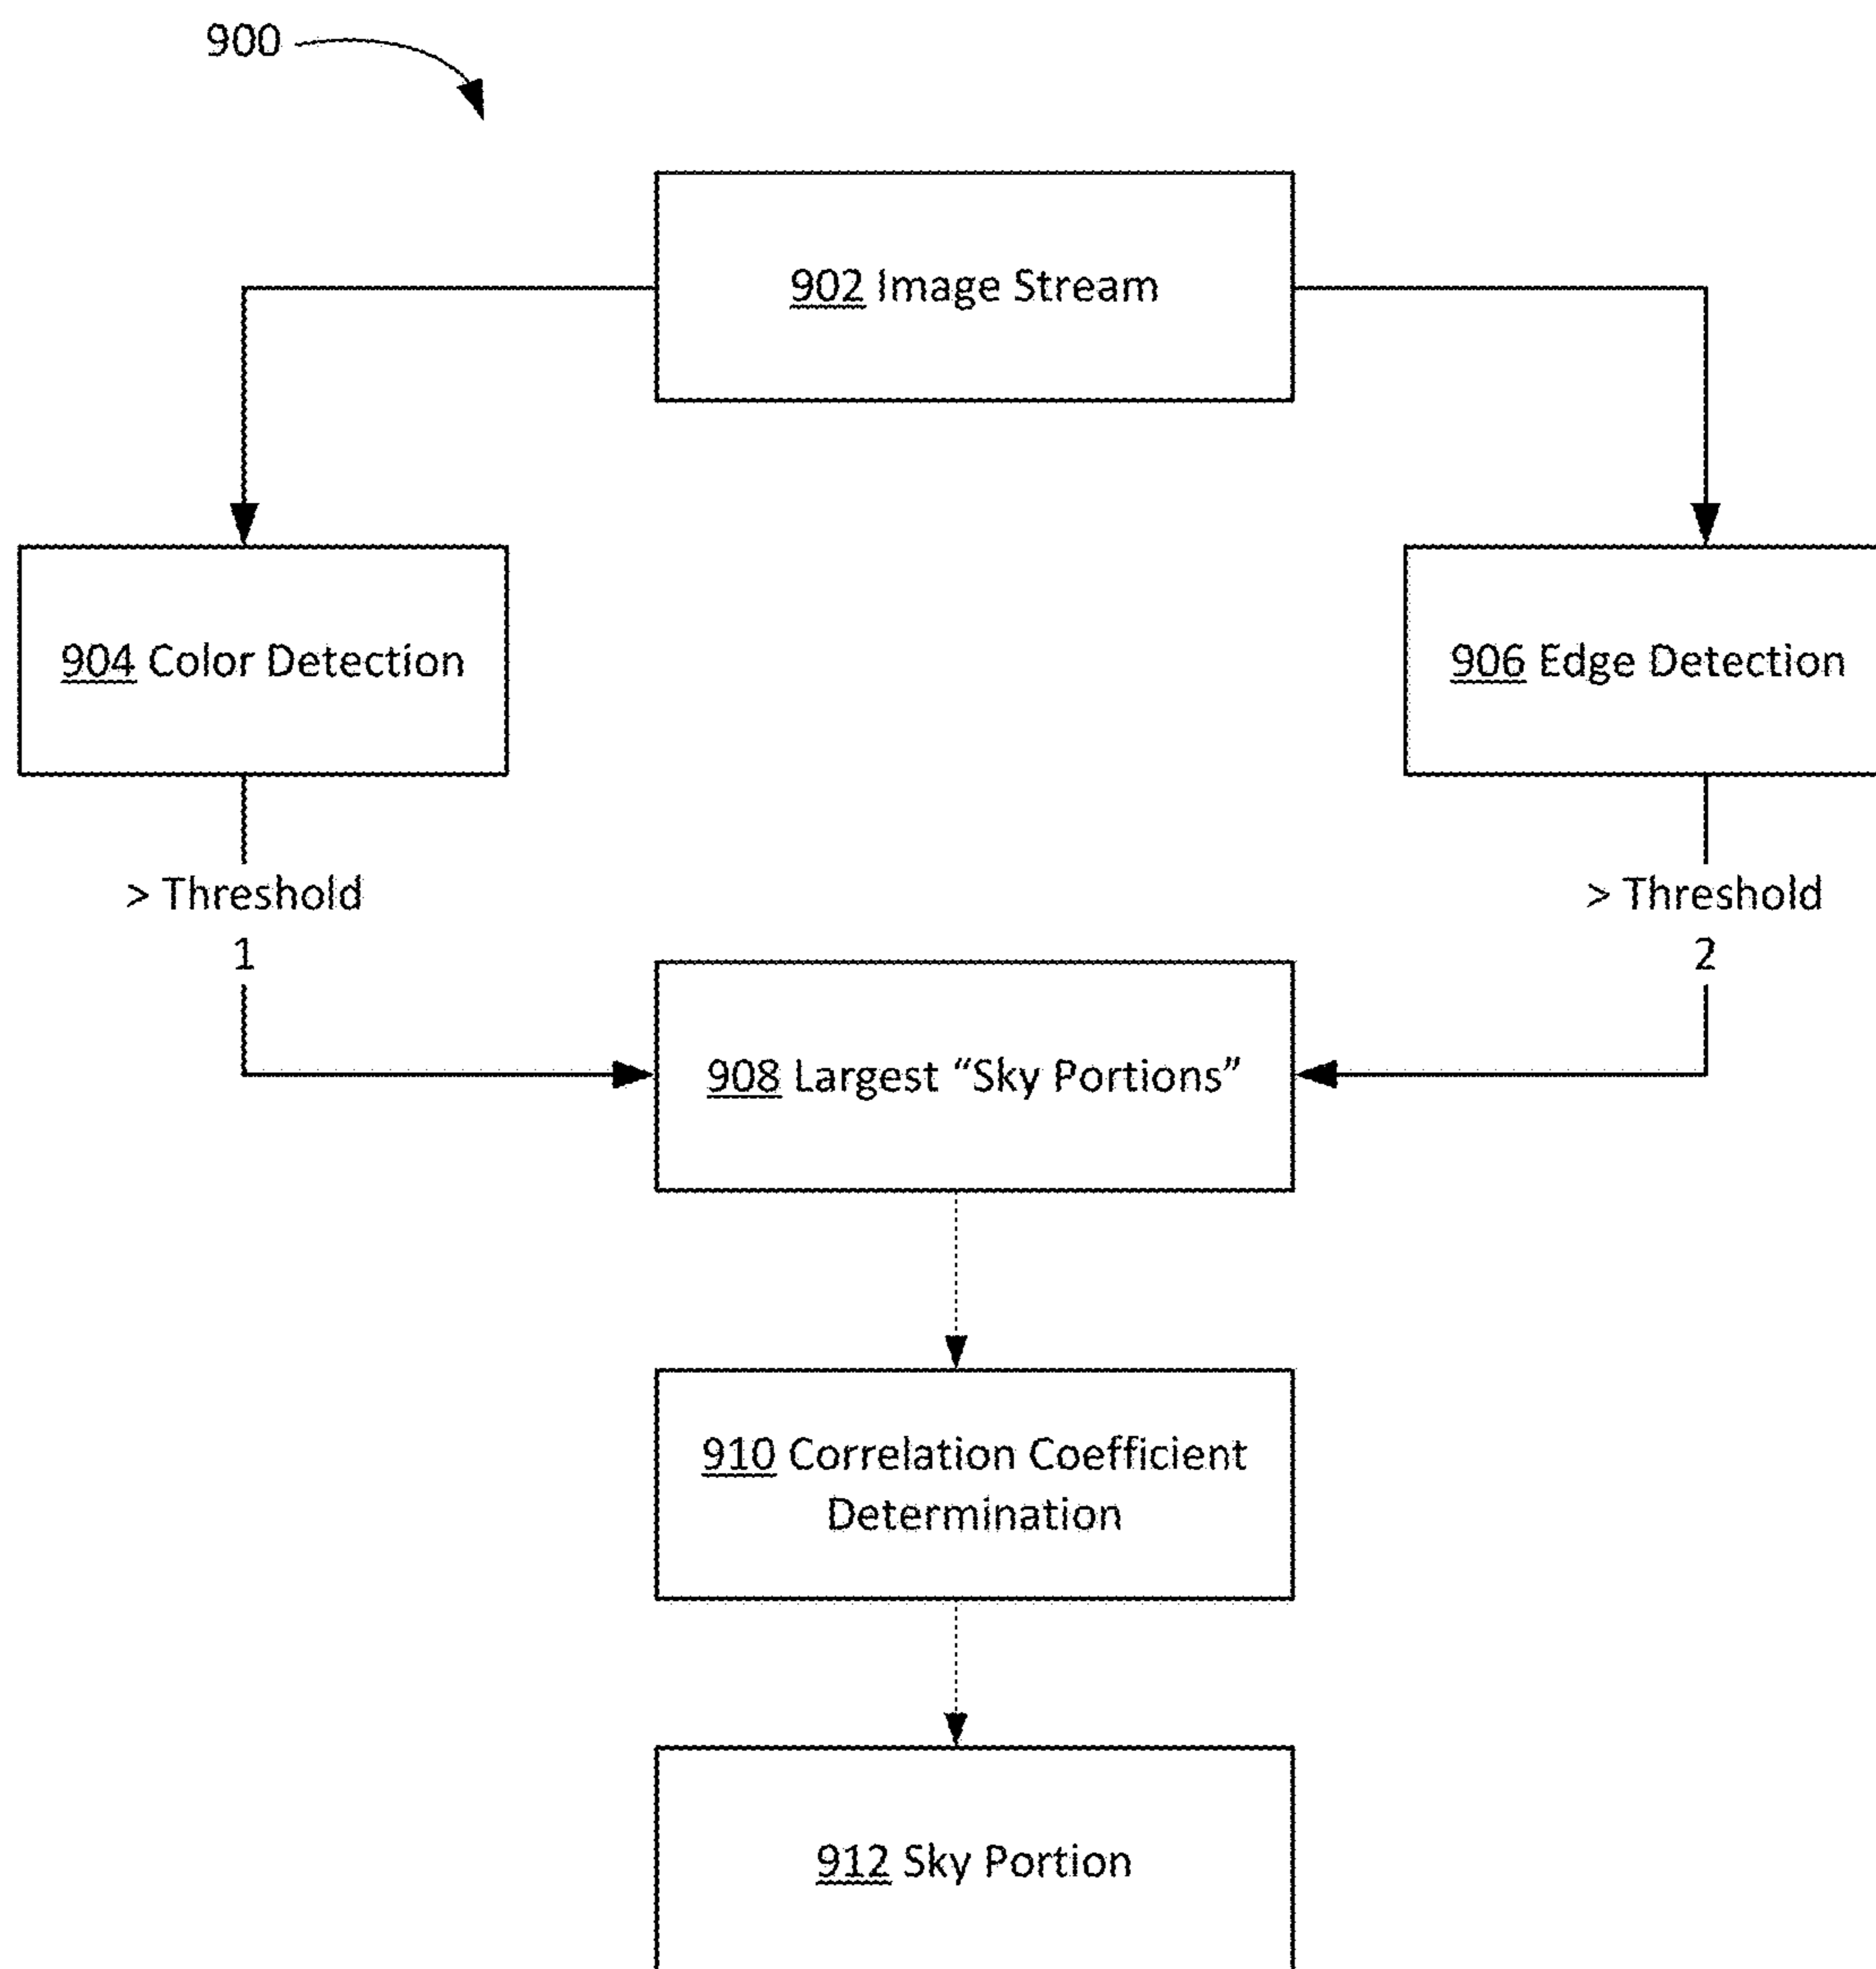 900
902 Image Stream
904 Color Detection
906 Edge Detection
> Threshold
1
> Threshold
2
908 Largest “Sky Portions”
910 Correlation Coefficient
Determination
912 Sky Portion